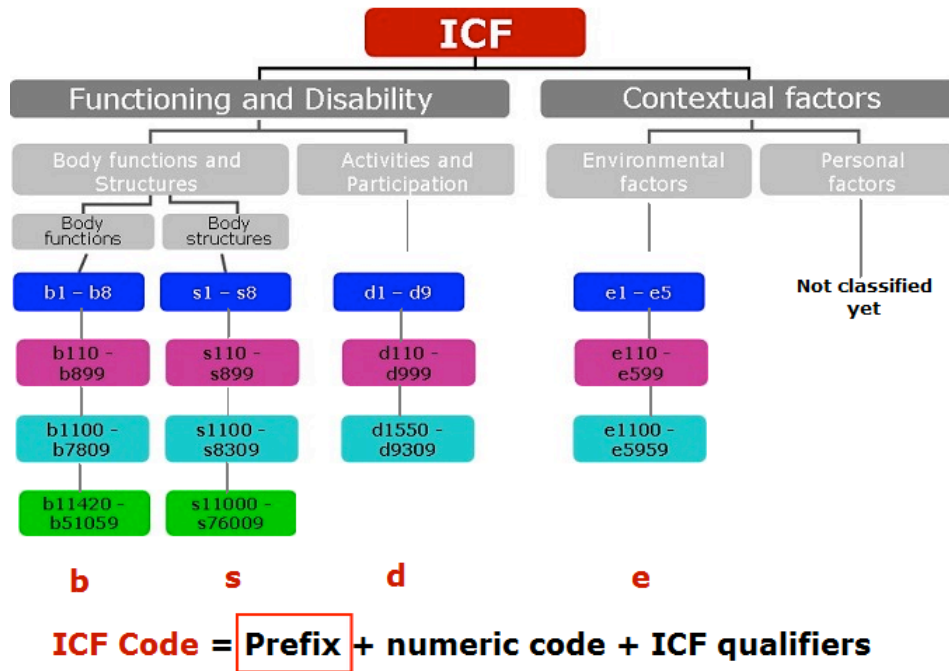 ICF
Functioning and Disability
Contextual factors
Body functions and
Structures
Activities and
Participation
Environmental
factors
Personal
factors
Body
functions
Body
structures
b1 – b8
s1 – s8
d1 – d9
e1 – e5
Not classified
yet
b110 -
b899
s110 -
s899
d110 -
d999
e110 -
e599
b1100 -
b7809
s1100 -
s8309
d1550 -
d9309
e1100 -
e5959
b11420 -
b51059
s11000 -
s76009
b
s
d
e
ICF Code = Prefix + numeric code + ICF qualifiers